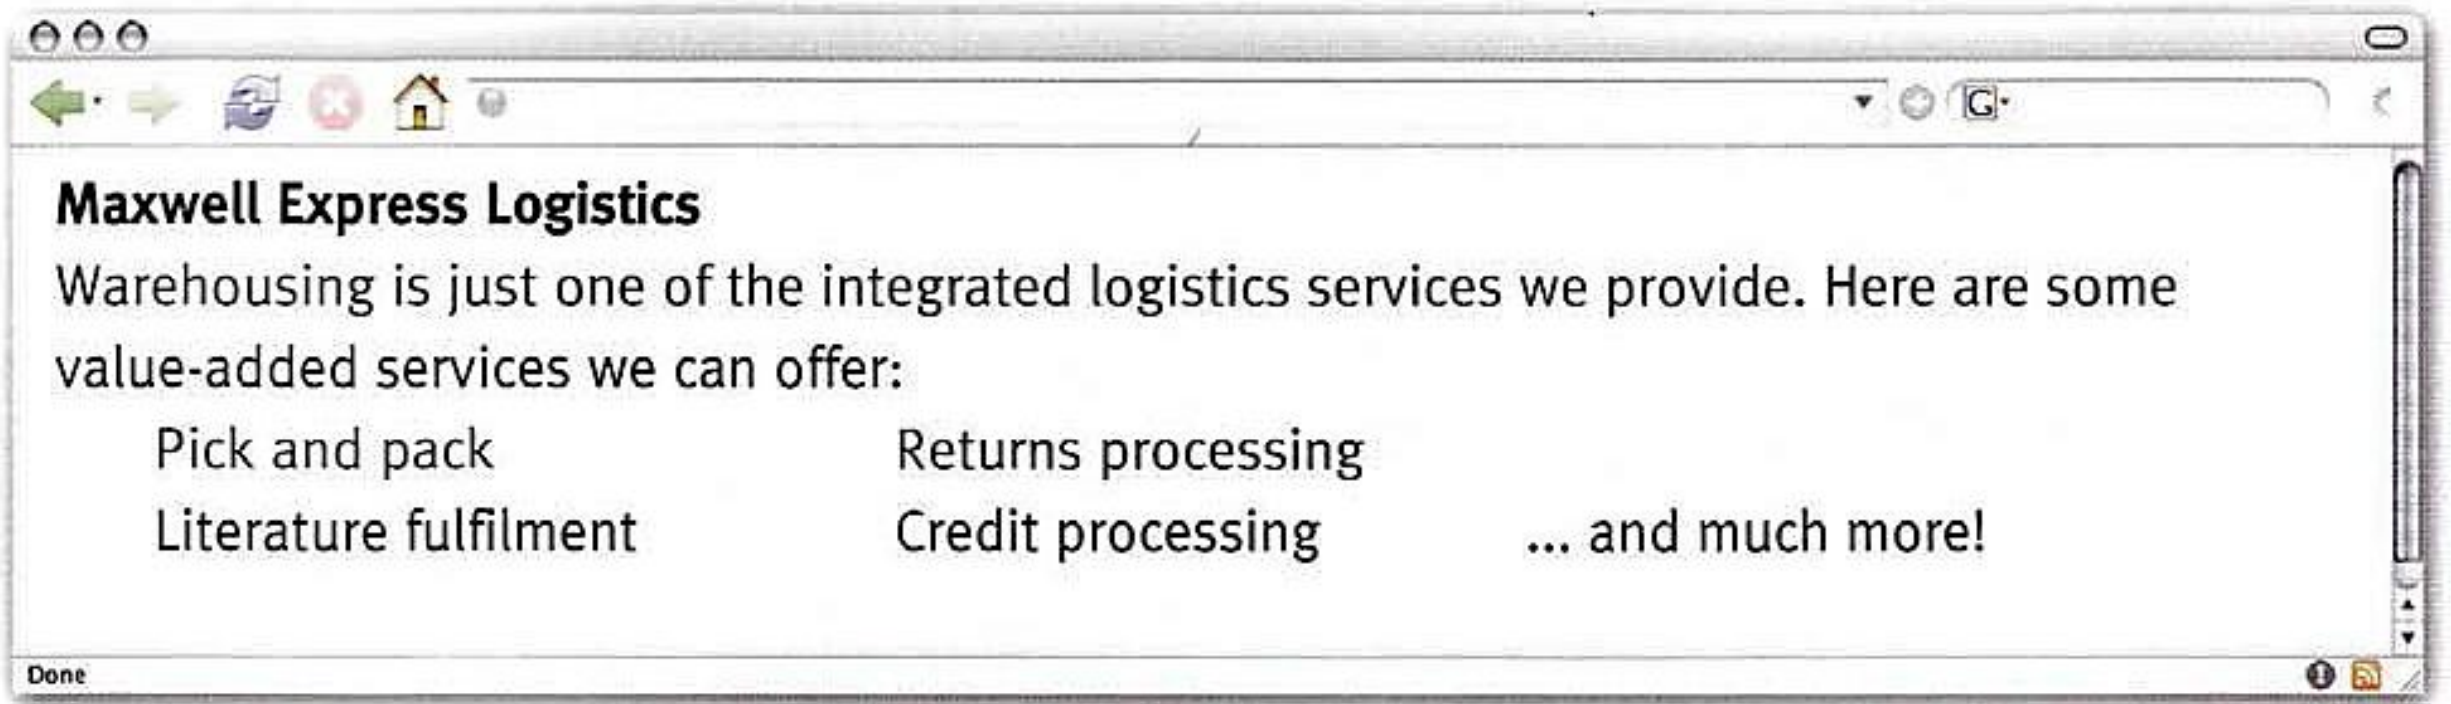 G
Maxwell Express Logistics
Warehousing is just one of the integrated logistics services we provide. Here are some
value-added services we can offer:
Pick and pack Returns processing
Literature fulfilment Credit processing ... and much more!
Done